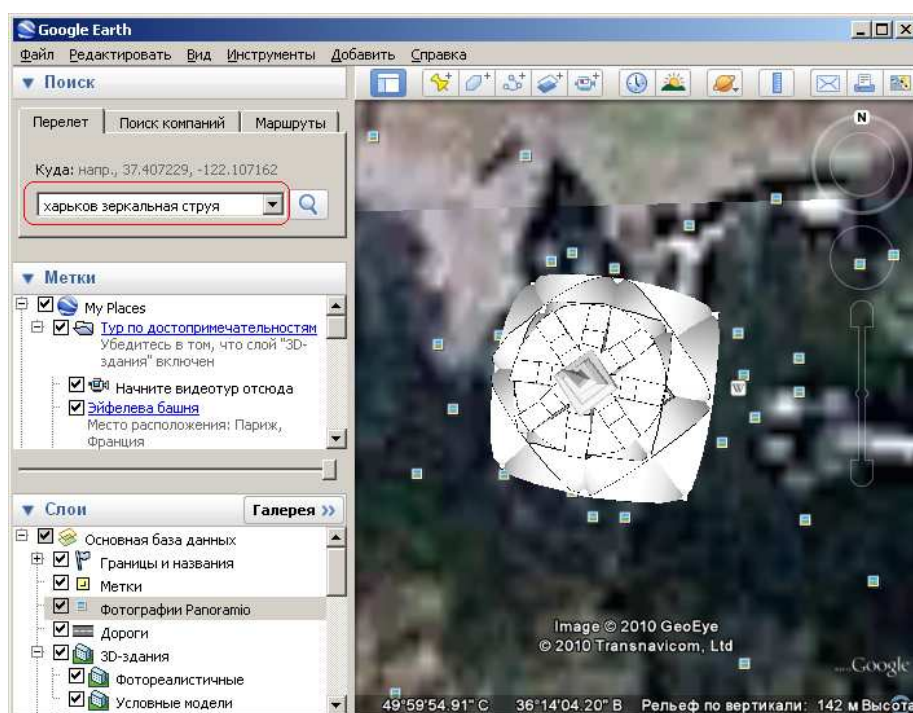 Google Earth
Файл Редактировать Вид Инструменты Добавить Справка
Поиск
Перелет Поиск компаний Маршруты
Куда: напр., 37.407229, -122.107162
харьков зеркальная струя
Метки
My Places
Тур по достопримечательностям
Убедитесь в том, что слой "3D-
здания" включен
Начните видеотур отсюда
Эйфелева башня
Место расположения: Париж,
Франция
Слои
Галерея »
Основная база данных
Границы и названия
Метки
Фотографии Panoramio
Дороги
3D-здания
Фотореалистичные
Условные модели
N
W
Image © 2010 GeoEye
© 2010 Transnavicom, Ltd
Google
49°59'54.91" С 36°14'04.20" В Рельеф по вертикали: 142 м Высота